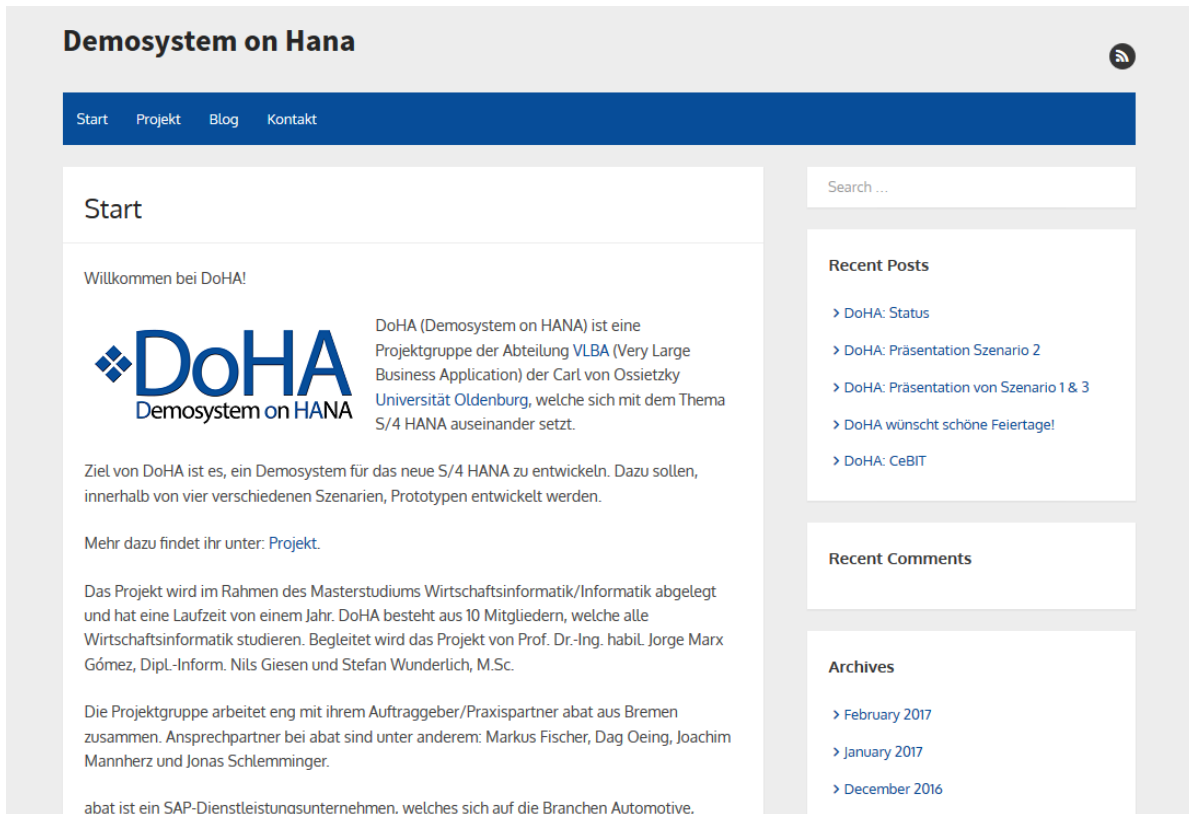 Demosystem on Hana
Start Projekt Blog Kontakt
Start
Willkommen bei DoHA!
DoHA
Demosystem on HANA
DoHA (Demosystem on HANA) ist eine
Projektgruppe der Abteilung VLBA (Very Large
Business Application) der Carl von Ossietzky
Universität Oldenburg, welche sich mit dem Thema
S/4 HANA auseinander setzt.
Ziel von DoHA ist es, ein Demosystem für das neue S/4 HANA zu entwickeln. Dazu sollen,
innerhalb von vier verschiedenen Szenarien, Prototypen entwickelt werden.
Mehr dazu findet ihr unter: Projekt.
Das Projekt wird im Rahmen des Masterstudiums Wirtschaftsinformatik/Informatik abgelegt
und hat eine Laufzeit von einem Jahr. DoHA besteht aus 10 Mitgliedern, welche alle
Wirtschaftsinformatik studieren. Begleitet wird das Projekt von Prof. Dr.-Ing. habil. Jorge Marx
Gómez, Dipl.-Inform. Nils Giesen und Stefan Wunderlich, M.Sc.
Die Projektgruppe arbeitet eng mit ihrem Auftraggeber/Praxispartner abat aus Bremen
zusammen. Ansprechpartner bei abat sind unter anderem: Markus Fischer, Dag Oeing, Joachim
Mannherz und Jonas Schlemminger.
abat ist ein SAP-Dienstleistungsunternehmen, welches sich auf die Branchen Automotive,
Search ...
Recent Posts
> DoHA: Status
> DoHA: Präsentation Szenario 2
> DoHA: Präsentation von Szenario 1 & 3
> DoHA wünscht schöne Feiertage!
> DoHA: CeBIT
Recent Comments
Archives
> February 2017
> January 2017
> December 2016